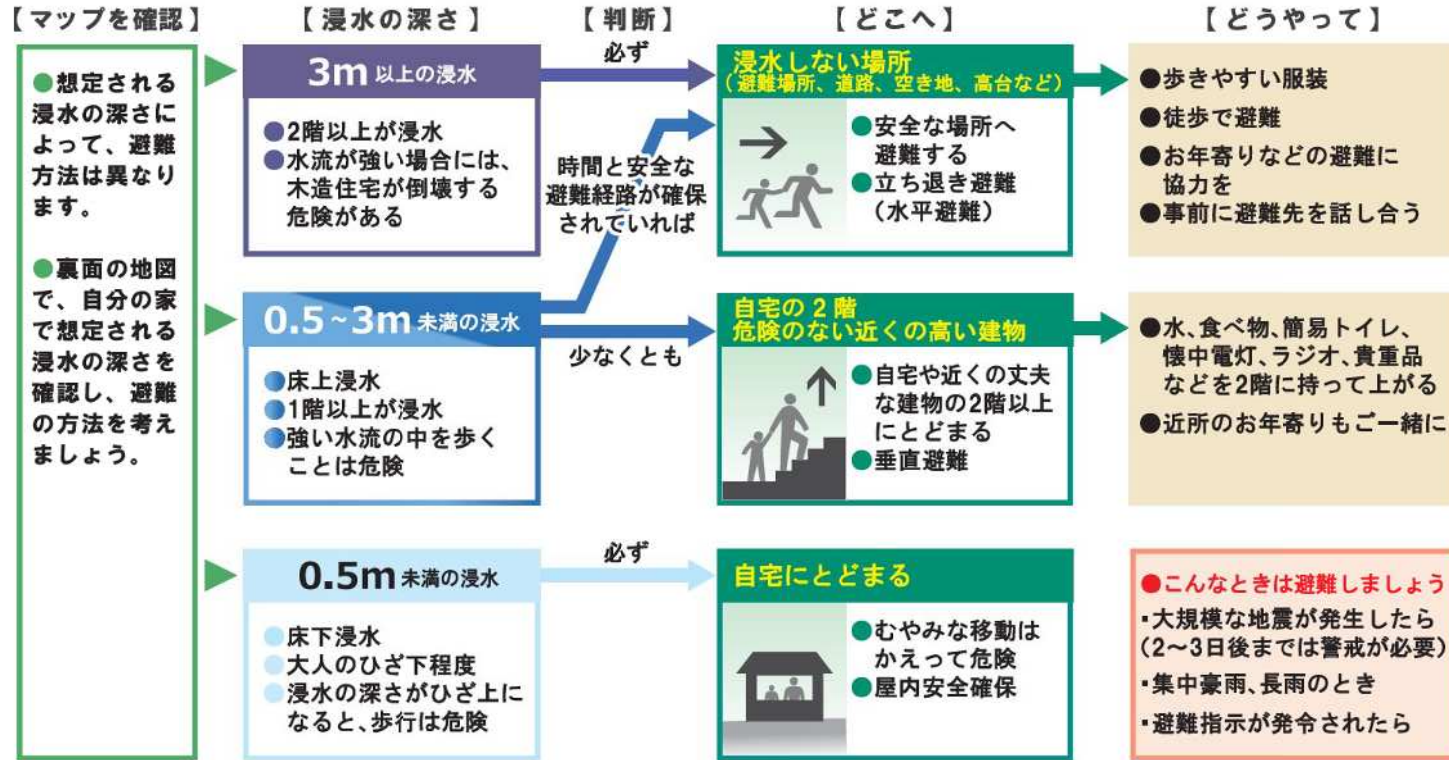 【マップを確認】
【浸水の深さ】
【判断】
【どこへ】
【どうやって】
●想定される
浸水の深さに
よって、避難
方法は異なり
ます。
●裏面の地図
で、自分の家
で想定される
浸水の深さを
確認し、避難
の方法を考え
ましょう。
3m以上の浸水
●2階以上が浸水
●水流が強い場合には、
木造住宅が倒壊する
危険がある
必ず
浸水しない場所
(避難場所、道路、空き地、高台など)
●安全な場所へ
避難する
●立ち退き避難
(水平避難)
●歩きやすい服装
●徒歩で避難
●お年寄りなどの避難に
協力を
●事前に避難先を話し合う
時間と安全な
避難経路が確保
されていれば
0.5~3m未満の浸水
●床上浸水
●1階以上が浸水
●強い水流の中を歩く
ことは危険
少なくとも
自宅の2階
危険のない近くの高い建物
●自宅や近くの丈夫
な建物の2階以上
にとどまる
●垂直避難
●水、食べ物、簡易トイレ、
懐中電灯、ラジオ、貴重品
などを2階に持って上がる
●近所のお年寄りもご一緒に
0.5m未満の浸水
●床下浸水
●大人のひざ下程度
●浸水の深さがひざ上に
なると、歩行は危険
必ず
自宅にとどまる
●むやみな移動は
かえって危険
●屋内安全確保
●こんなときは避難しましょう
・大規模な地震が発生したら
(2~3日後までは警戒が必要)
・集中豪雨、長雨のとき
・避難指示が発令されたら